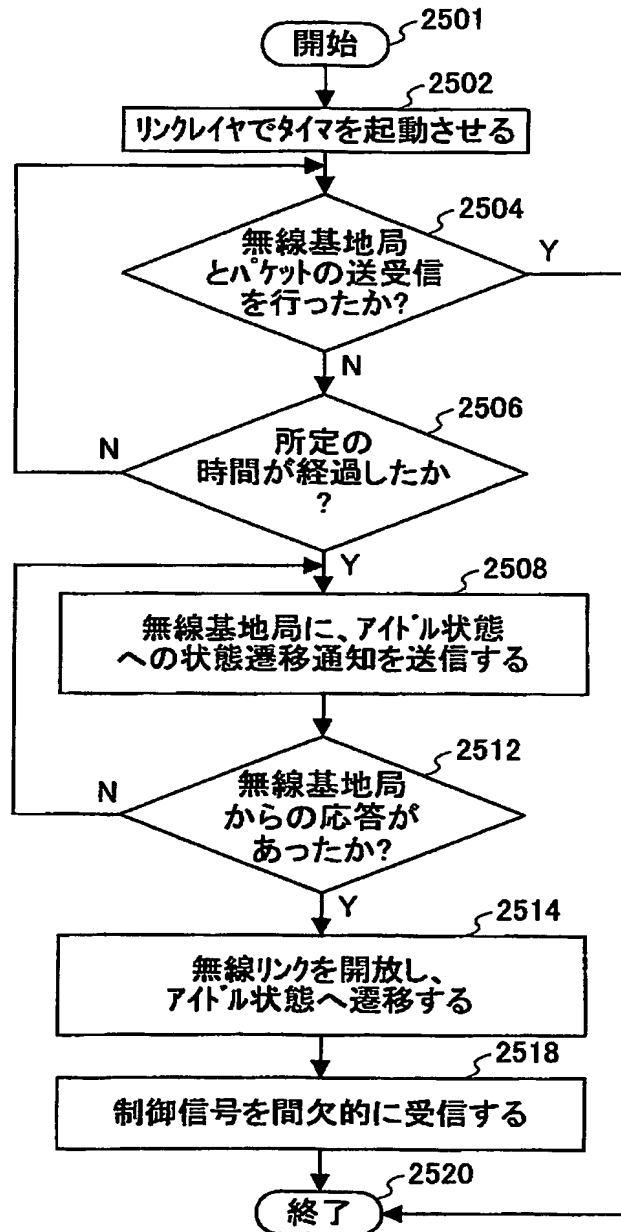 2501
開始
2502
リンクレイヤでタイマを起動させる
2504
無線基地局
とパケットの送受信
を行ったか?
Y
N
2506
所定の
時間が経過したか
?
N
Y
2508
無線基地局に、アイドル状態
への状態遷移通知を送信する
2512
無線基地局
からの応答が
あったか?
N
Y
2514
無線リンクを開放し、
アイドル状態へ遷移する
2518
制御信号を間欠的に受信する
2520
終了